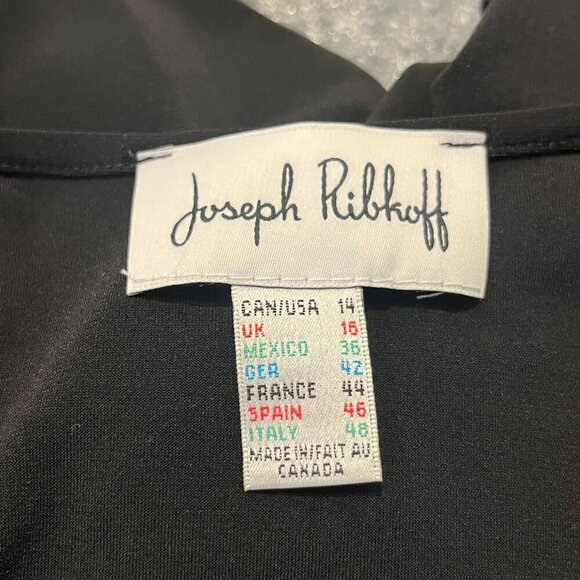 Joseph Ribkoff
CAN/USA 14
UK 16
MEXICO 36
GER 42
FRANCE 44
SPAIN 46
ITALY 48
MADE IN/FAIT AU
CANADA